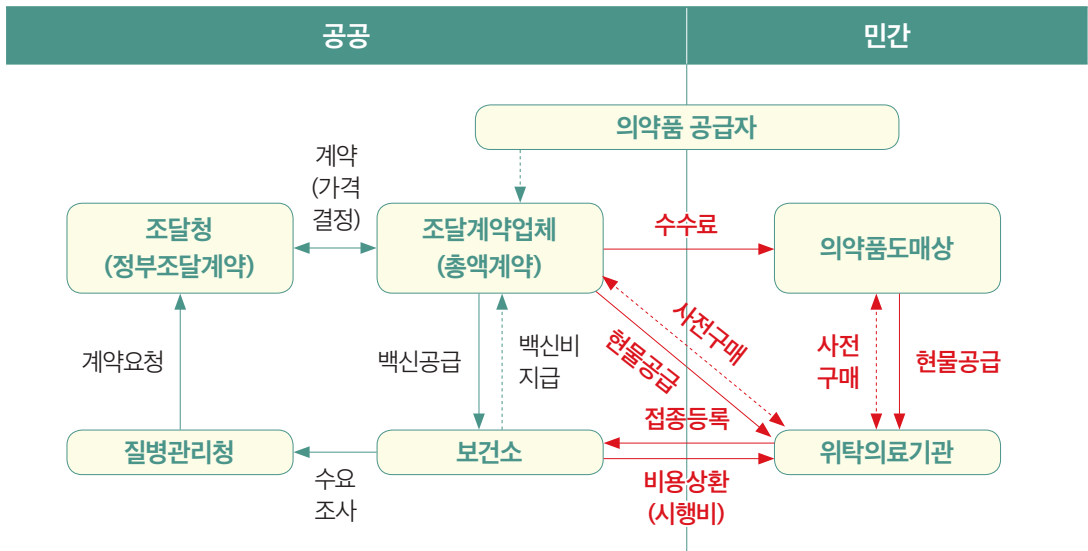 공공
민간
의약품 공급자
계약
(가격
결정)
조달청
(정부조달계약)
조달계약업체
(총액계약)
수수료
의약품도매상
계약요청
백신공급
백신비
지급
현물공급
사전구매
사전
구매
현물공급
접종등록
질병관리청
보건소
위탁의료기관
수요
조사
비용상환
(시행비)